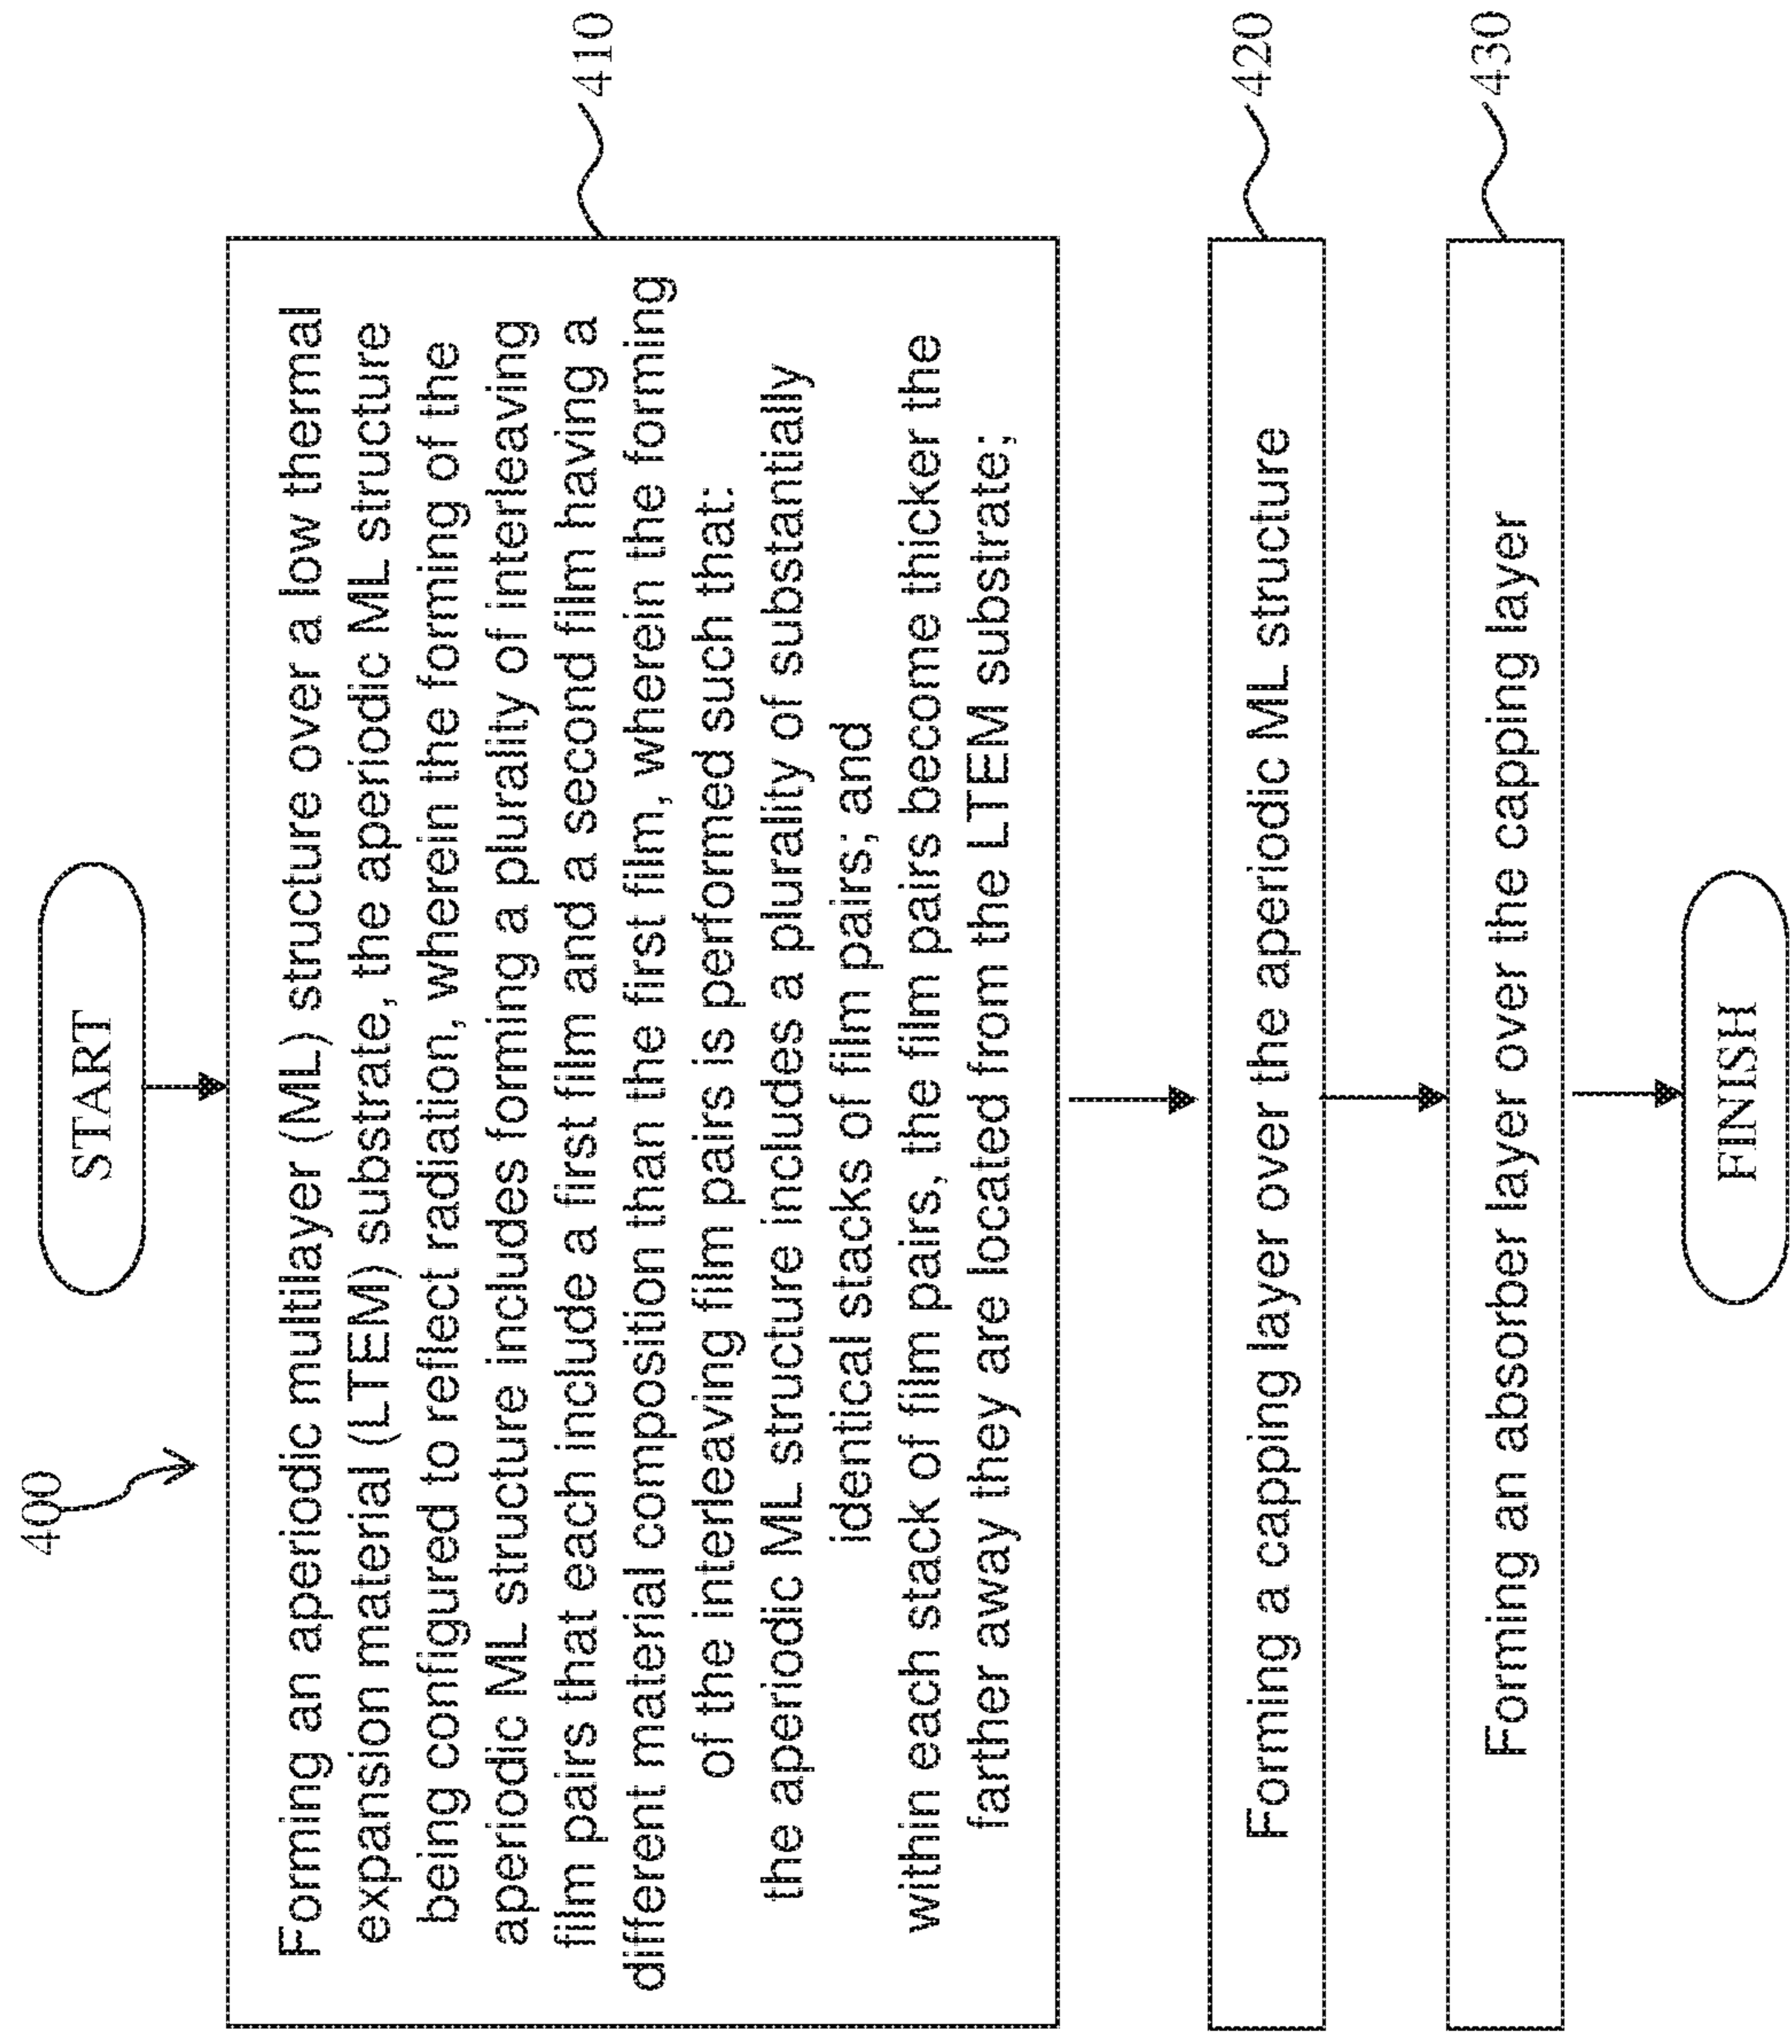 400
START
Forming an aperiodic multilayer (ML) structure over a low thermal
expansion material (LTEM) substrate, the aperiodic ML structure
being configured to reflect radiation, wherein the forming of the
aperiodic ML structure includes forming a plurality of interleaving
film pairs that each include a first film and a second film having a
different material composition than the first film, wherein the forming
of the interleaving film pairs is performed such that:
the aperiodic ML structure includes a plurality of substantially
identical stacks of film pairs; and
within each stack of film pairs, the film pairs become thicker the
farther away they are located from the LTEM substrate;
410
Forming a capping layer over the aperiodic ML structure
420
Forming an absorber layer over the capping layer
430
FINISH